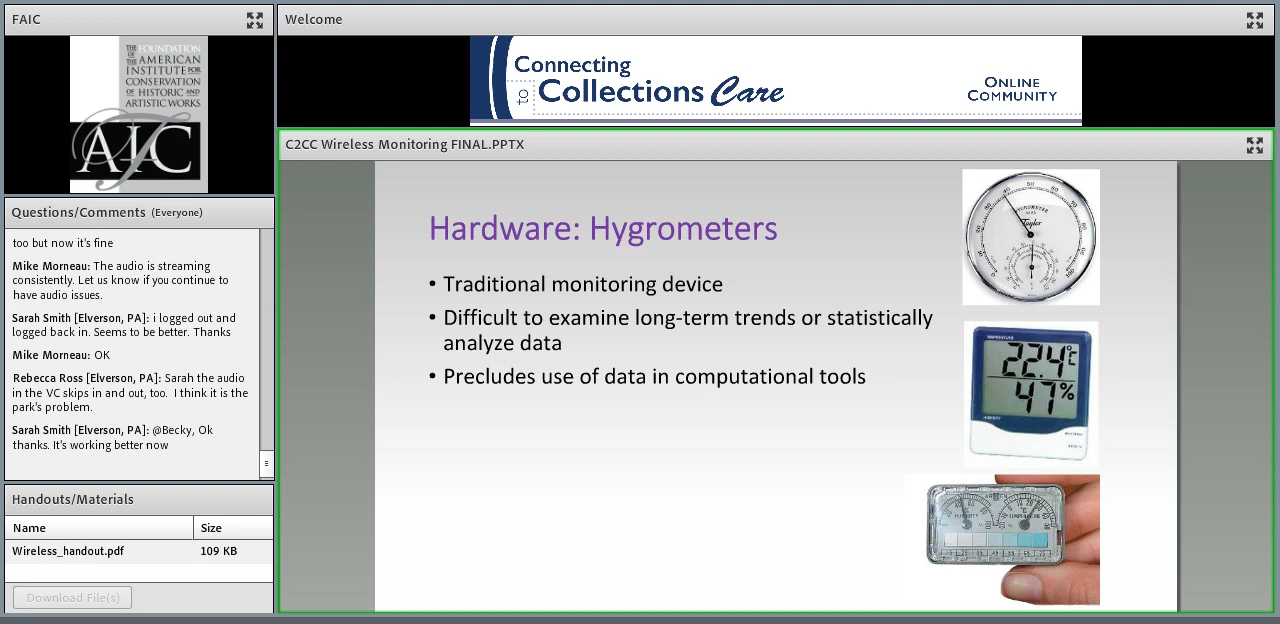 FAIC
THE FOUNDATION
OF THE AMERICAN
INSTITUTE FOR
CONSERVATION
OF HISTORIC AND
ARTISTIC WORKS
AIC
Welcome
Connecting
to Collections Care
ONLINE
COMMUNITY
Questions/Comments (Everyone)
too but now it's fine
Mike Morneau: The audio is streaming
consistently. Let us know if you continue to
have audio issues.
Sarah Smith [Elverson, PA]: i logged out and
logged back in. Seems to be better. Thanks
Mike Morneau: OK
Rebecca Ross [Elverson, PA]: Sarah the audio
in the VC skips in and out, too. I think it is the
park's problem.
Sarah Smith [Elverson, PA]: @Becky, Ok
thanks. It's working better now
Handouts/Materials
Name Size
Wireless_handout.pdf 109 KB
Download File(s)
C2CC Wireless Monitoring FINAL.PPTX
Hardware: Hygrometers
• Traditional monitoring device
• Difficult to examine long-term trends or statistically
analyze data
• Precludes use of data in computational tools
Taylor
TEMPERATURE
22.4°C
47%
HUMIDITY
HUMIDITY TEMPERATURE